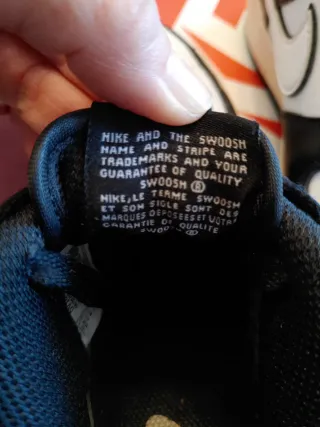 NIKE AND THE SWOOSH
NAME AND STRIPE ARE
TRADEMARKS AND YOUR
GUARANTEE OF QUALITY
SWOOSH ®
NIKE, LE TERME SWOOSH
ET SON SIGLE SONT DES
MARQUES DEPOSEES ET VOTRE
GARANTIE DE QUALITE
SWOOSH ®